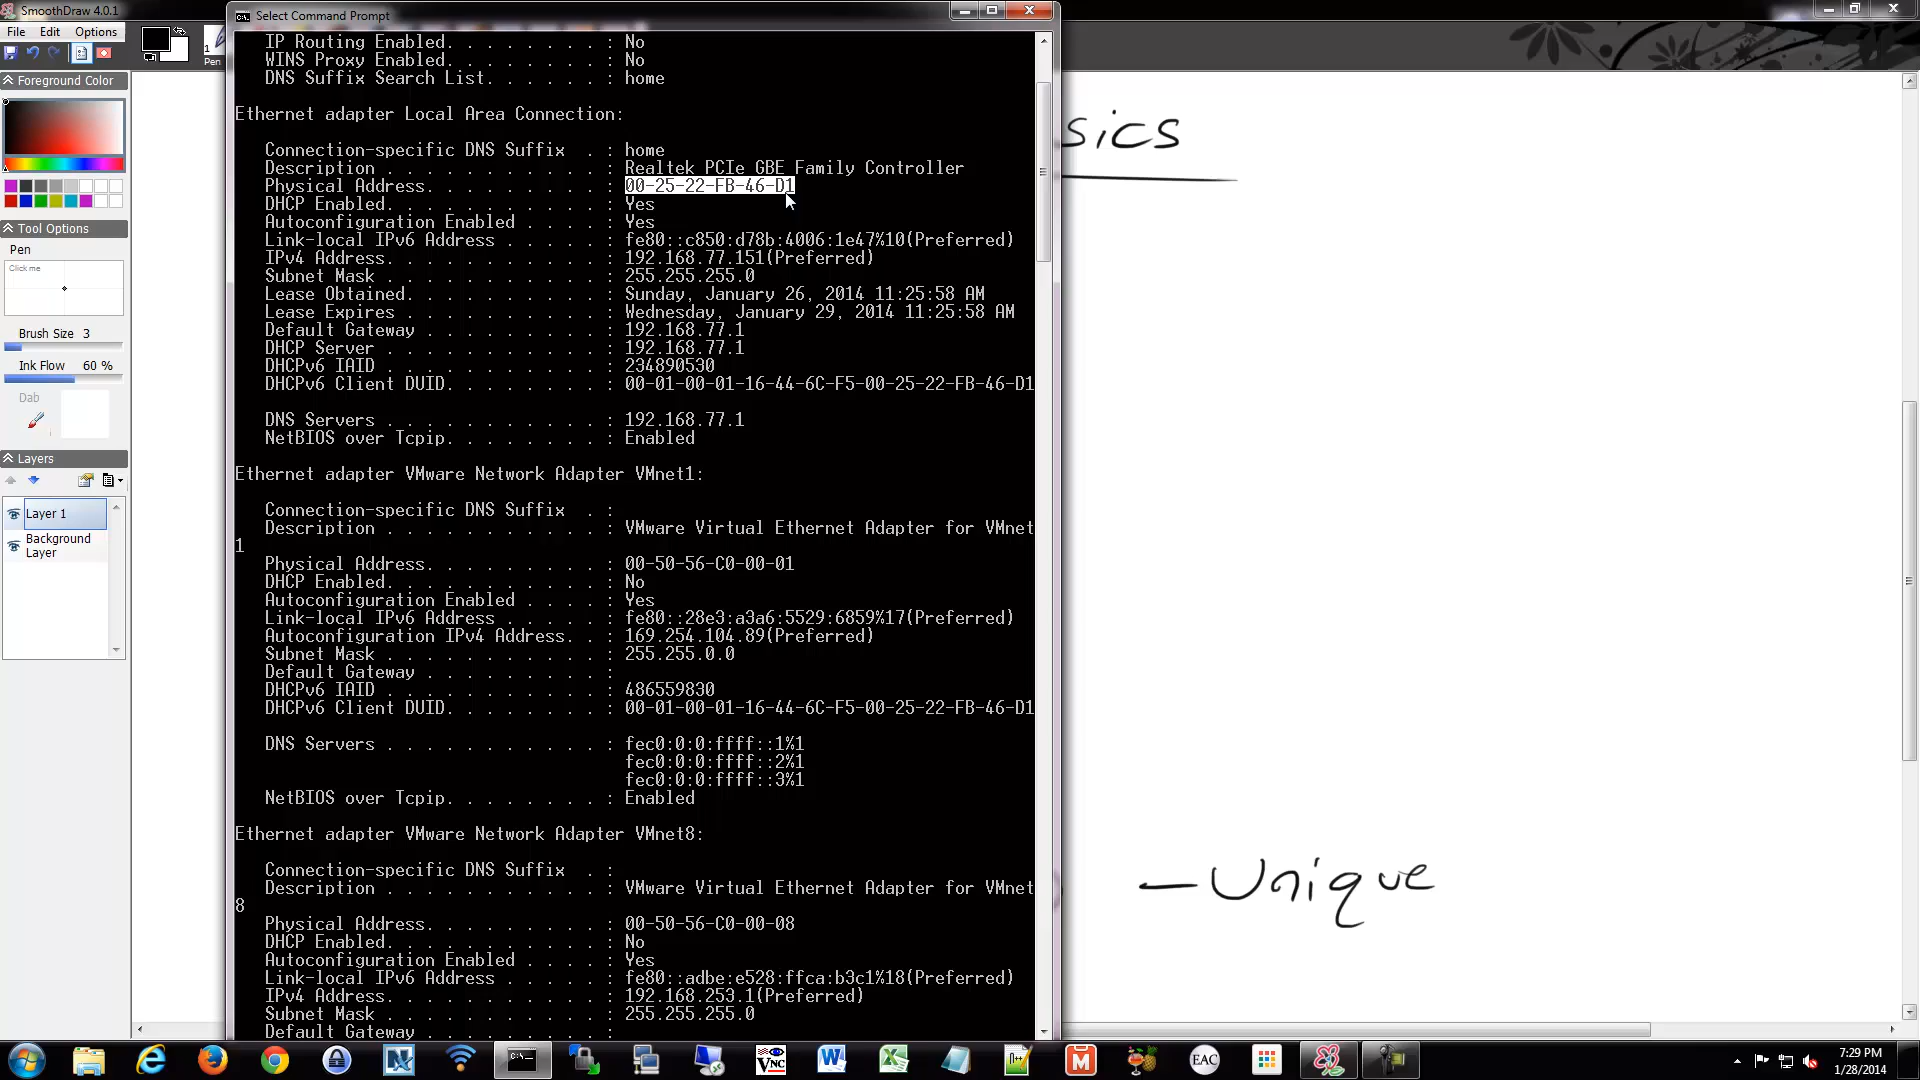 SmoothDraw 4.0.1
File Edit Options
1
Pen
Foreground Color
Tool Options
Pen
Click me
Brush Size 3
Ink Flow 60 %
Dab
Layers
Layer 1
Background
Layer
Select Command Prompt
IP Routing Enabled. . . . . . . . : No
WINS Proxy Enabled. . . . . . . . : No
DNS Suffix Search List. . . . . . : home
Ethernet adapter Local Area Connection:
Connection-specific DNS Suffix . : home
Description . . . . . . . . . . . : Realtek PCIe GBE Family Controller
Physical Address. . . . . . . . . : 00-25-22-FB-46-D1
DHCP Enabled. . . . . . . . . . . : Yes
Autoconfiguration Enabled . . . . : Yes
Link-local IPv6 Address . . . . . : fe80::c850:d78b:4006:1e47%10(Preferred)
IPv4 Address. . . . . . . . . . . : 192.168.77.151(Preferred)
Subnet Mask . . . . . . . . . . . : 255.255.255.0
Lease Obtained. . . . . . . . . . : Sunday, January 26, 2014 11:25:58 AM
Lease Expires . . . . . . . . . . : Wednesday, January 29, 2014 11:25:58 AM
Default Gateway . . . . . . . . . : 192.168.77.1
DHCP Server . . . . . . . . . . . : 192.168.77.1
DHCPv6 IAID . . . . . . . . . . . : 234890530
DHCPv6 Client DUID. . . . . . . . : 00-01-00-01-16-44-6C-F5-00-25-22-FB-46-D1
DNS Servers . . . . . . . . . . . : 192.168.77.1
NetBIOS over Tcpip. . . . . . . . : Enabled
Ethernet adapter VMware Network Adapter VMnet1:
Connection-specific DNS Suffix . :
Description . . . . . . . . . . . : VMware Virtual Ethernet Adapter for VMnet
1
Physical Address. . . . . . . . . : 00-50-56-C0-00-01
DHCP Enabled. . . . . . . . . . . : No
Autoconfiguration Enabled . . . . : Yes
Link-local IPv6 Address . . . . . : fe80::28e3:a3a6:5529:6859%17(Preferred)
Autoconfiguration IPv4 Address. . : 169.254.104.89(Preferred)
Subnet Mask . . . . . . . . . . . : 255.255.0.0
Default Gateway . . . . . . . . . :
DHCPv6 IAID . . . . . . . . . . . : 486559830
DHCPv6 Client DUID. . . . . . . . : 00-01-00-01-16-44-6C-F5-00-25-22-FB-46-D1
DNS Servers . . . . . . . . . . . : fec0:0:0:ffff::1%1
fec0:0:0:ffff::2%1
fec0:0:0:ffff::3%1
NetBIOS over Tcpip. . . . . . . . : Enabled
Ethernet adapter VMware Network Adapter VMnet8:
Connection-specific DNS Suffix . :
Description . . . . . . . . . . . : VMware Virtual Ethernet Adapter for VMnet
8
Physical Address. . . . . . . . . : 00-50-56-C0-00-08
DHCP Enabled. . . . . . . . . . . : No
Autoconfiguration Enabled . . . . : Yes
Link-local IPv6 Address . . . . . : fe80::adbe:e528:ffca:b3c1%18(Preferred)
IPv4 Address. . . . . . . . . . . : 192.168.253.1(Preferred)
Subnet Mask . . . . . . . . . . . : 255.255.255.0
Default Gateway . . . . . . . . . :
sics
– Unique
VNC
EAC
7:29 PM
1/28/2014